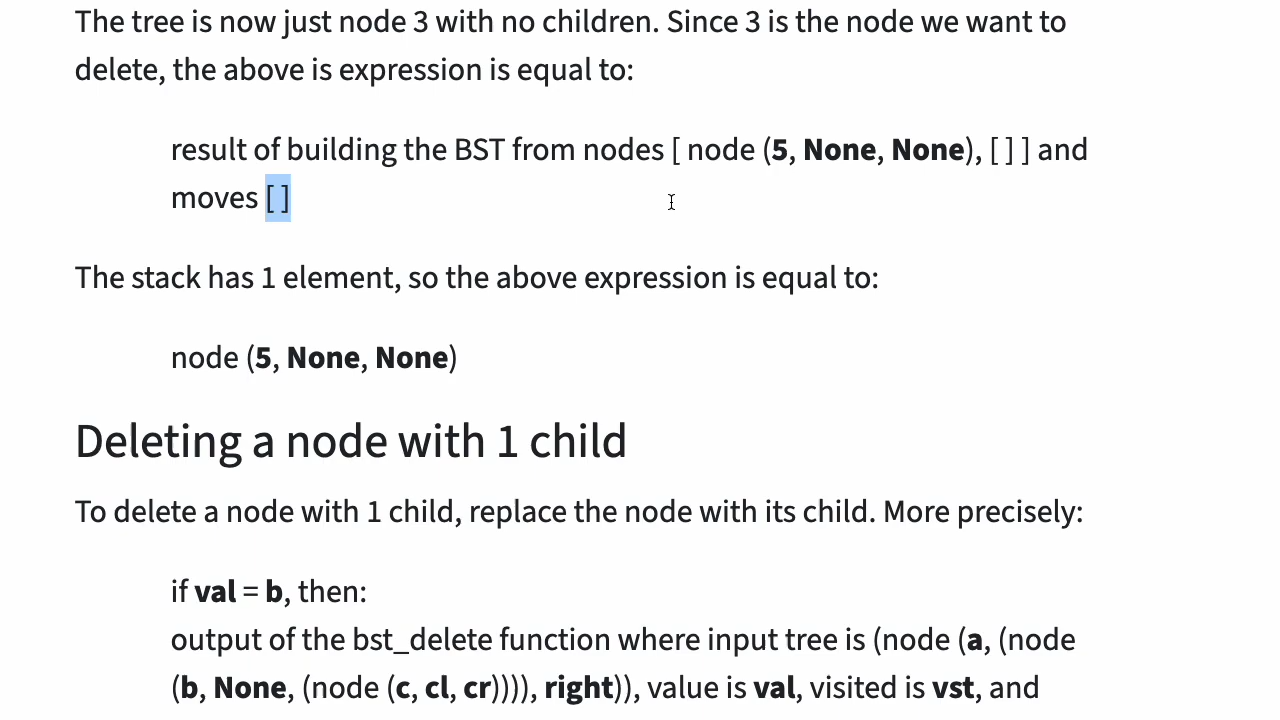 The tree is now just node 3 with no children. Since 3 is the node we want to
delete, the above is expression is equal to:
result of building the BST from nodes [ node (5, None, None), [ ] ] and
moves [ ]
The stack has 1 element, so the above expression is equal to:
node (5, None, None)
Deleting a node with 1 child
To delete a node with 1 child, replace the node with its child. More precisely:
if val = b, then:
output of the bst_delete function where input tree is (node (a, (node
(b, None, (node (c, cl, cr)))), right)), value is val, visited is vst, and